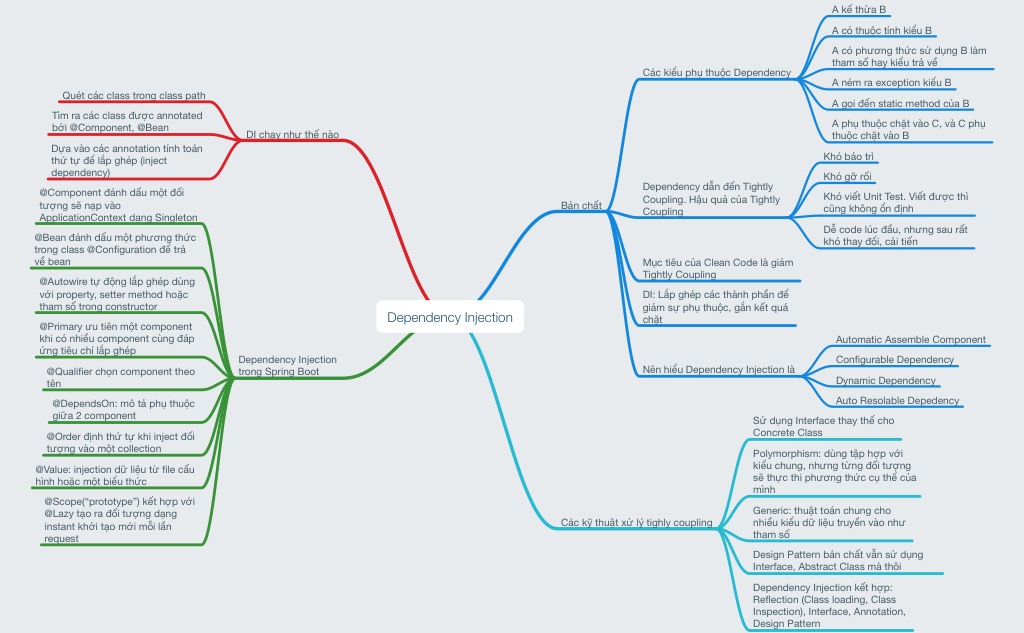 Dependency Injection
DI chạy như thế nào
Quét các class trong class path
Tìm ra các class được annotated
bởi @Component, @Bean
Dựa vào các annotation tính toán
thứ tự để lắp ghép (inject
dependency)
Dependency Injection
trong Spring Boot
@Component đánh dấu một đối
tượng sẽ nạp vào
ApplicationContext dạng Singleton
@Bean đánh dấu một phương thức
trong class @Configuration để trả
về bean
@Autowire tự động lắp ghép dùng
với property, setter method hoặc
tham số trong constructor
@Primary ưu tiên một component
khi có nhiều component cùng đáp
ứng tiêu chí lắp ghép
@Qualifier chọn component theo
tên
@DependsOn: mô tả phụ thuộc
giữa 2 component
@Order định thứ tự khi inject đối
tượng vào một collection
@Value: injection dữ liệu từ file cấu
hình hoặc một biểu thức
@Scope("prototype") kết hợp với
@Lazy tạo ra đối tượng dạng
instant khởi tạo mới mỗi lần
request
Bản chất
Các kiểu phụ thuộc Dependency
A kế thừa B
A có thuộc tính kiểu B
A có phương thức sử dụng B làm
tham số hay kiểu trả về
A ném ra exception kiểu B
A gọi đến static method của B
A phụ thuộc chặt vào C, và C phụ
thuộc chặt vào B
Dependency dẫn đến Tightly
Coupling. Hậu quả của Tightly
Coupling
Khó bảo trì
Khó gỡ rối
Khó viết Unit Test. Viết được thì
cũng không ổn định
Dễ code lúc đầu, nhưng sau rất
khó thay đổi, cải tiến
Mục tiêu của Clean Code là giảm
Tightly Coupling
DI: Lắp ghép các thành phần để
giảm sự phụ thuộc, gắn kết quá
chặt
Nên hiểu Dependency Injection là
Automatic Assemble Component
Configurable Dependency
Dynamic Dependency
Auto Resolable Depedency
Các kỹ thuật xử lý tighly coupling
Sử dụng Interface thay thế cho
Concrete Class
Polymorphism: dùng tập hợp với
kiểu chung, nhưng từng đối tượng
sẽ thực thi phương thức cụ thể của
mình
Generic: thuật toán chung cho
nhiều kiểu dữ liệu truyền vào như
tham số
Design Pattern bản chất vẫn sử dụng
Interface, Abstract Class mà thôi
Dependency Injection kết hợp:
Reflection (Class loading, Class
Inspection), Interface, Annotation,
Design Pattern